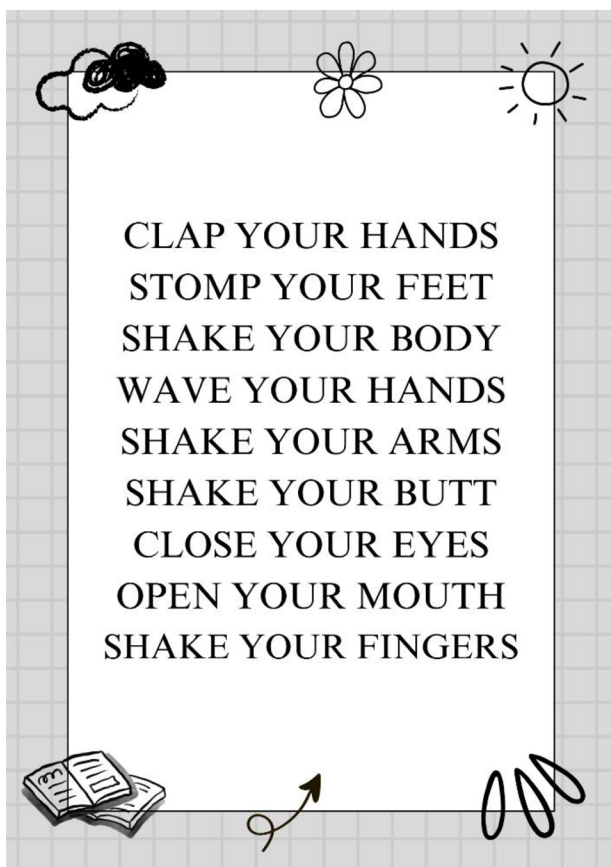 CLAP YOUR HANDS
STOMP YOUR FEET
SHAKE YOUR BODY
WAVE YOUR HANDS
SHAKE YOUR ARMS
SHAKE YOUR BUTT
CLOSE YOUR EYES
OPEN YOUR MOUTH
SHAKE YOUR FINGERS